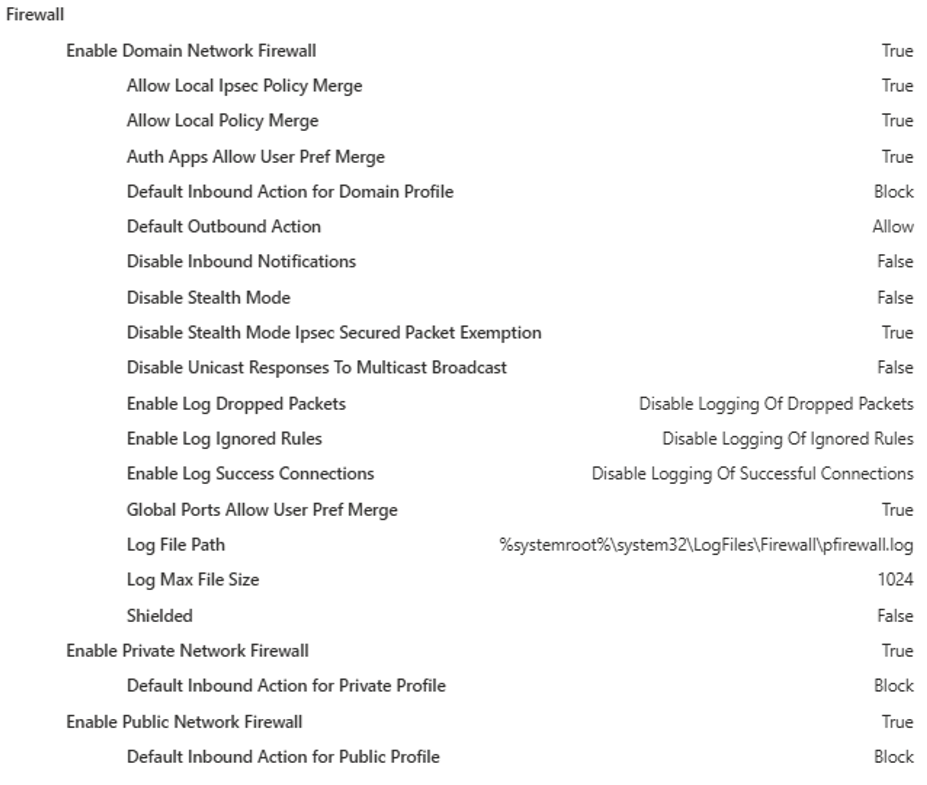 Firewall
Enable Domain Network Firewall True
Allow Local Ipsec Policy Merge True
Allow Local Policy Merge True
Auth Apps Allow User Pref Merge True
Default Inbound Action for Domain Profile Block
Default Outbound Action Allow
Disable Inbound Notifications False
Disable Stealth Mode False
Disable Stealth Mode Ipsec Secured Packet Exemption True
Disable Unicast Responses To Multicast Broadcast False
Enable Log Dropped Packets Disable Logging Of Dropped Packets
Enable Log Ignored Rules Disable Logging Of Ignored Rules
Enable Log Success Connections Disable Logging Of Successful Connections
Global Ports Allow User Pref Merge True
Log File Path %systemroot%\system32\LogFiles\Firewall\pfirewall.log
Log Max File Size 1024
Shielded False
Enable Private Network Firewall True
Default Inbound Action for Private Profile Block
Enable Public Network Firewall True
Default Inbound Action for Public Profile Block